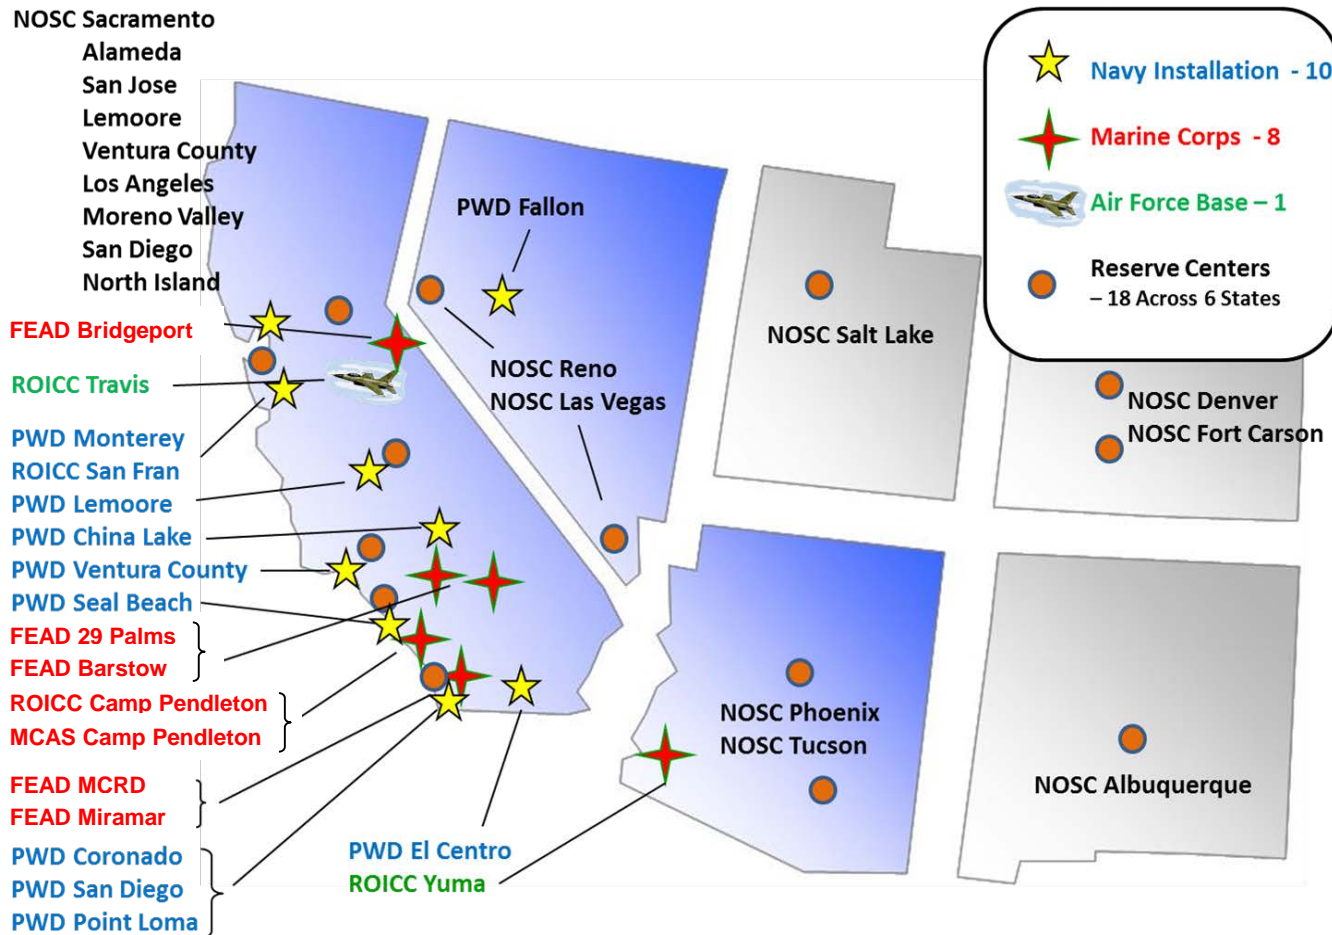 NOSC Sacramento
Alameda
San Jose
Lemoore
Ventura County
Los Angeles
Moreno Valley
San Diego
North Island
FEAD Bridgeport
ROICC Travis
PWD Monterey
ROICC San Fran
PWD Lemoore
PWD China Lake
PWD Ventura County
PWD Seal Beach
FEAD 29 Palms
FEAD Barstow
ROICC Camp Pendleton
MCAS Camp Pendleton
FEAD MCRD
FEAD Miramar
PWD Coronado
PWD San Diego
PWD Point Loma
PWD El Centro
ROICC Yuma
PWD Fallon
NOSC Reno
NOSC Las Vegas
NOSC Salt Lake
NOSC Phoenix
NOSC Tucson
NOSC Denver
NOSC Fort Carson
NOSC Albuquerque
Navy Installation - 10
Marine Corps - 8
Air Force Base – 1
Reserve Centers
– 18 Across 6 States